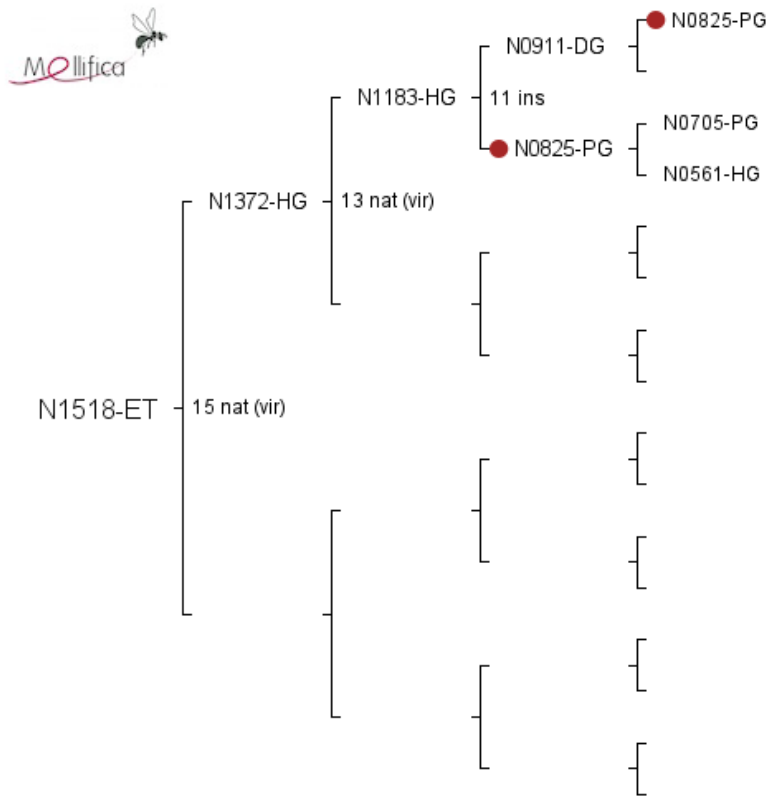 Mellifica
N0825-PG
N0911-DG
N1183-HG
11 ins
N0705-PG
N0825-PG
N0561-HG
N1372-HG
13 nat (vir)
N1518-ET
15 nat (vir)